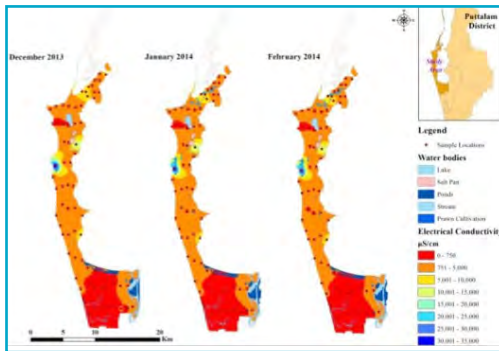 Puttalam
District
Study
Area
December 2013
January 2014
February 2014
Legend
Sample Locations
Water bodies
Lake
Salt Pan
Ponds
Stream
Prawn Cultivation
Electrical Conductivity
µS/cm
0 - 750
751 - 5,000
5,001 - 10,000
10,001 - 15,000
15,001 - 20,000
20,001 - 25,000
25,001 - 30,000
30,001 - 35,000
0 5 10 20
Km